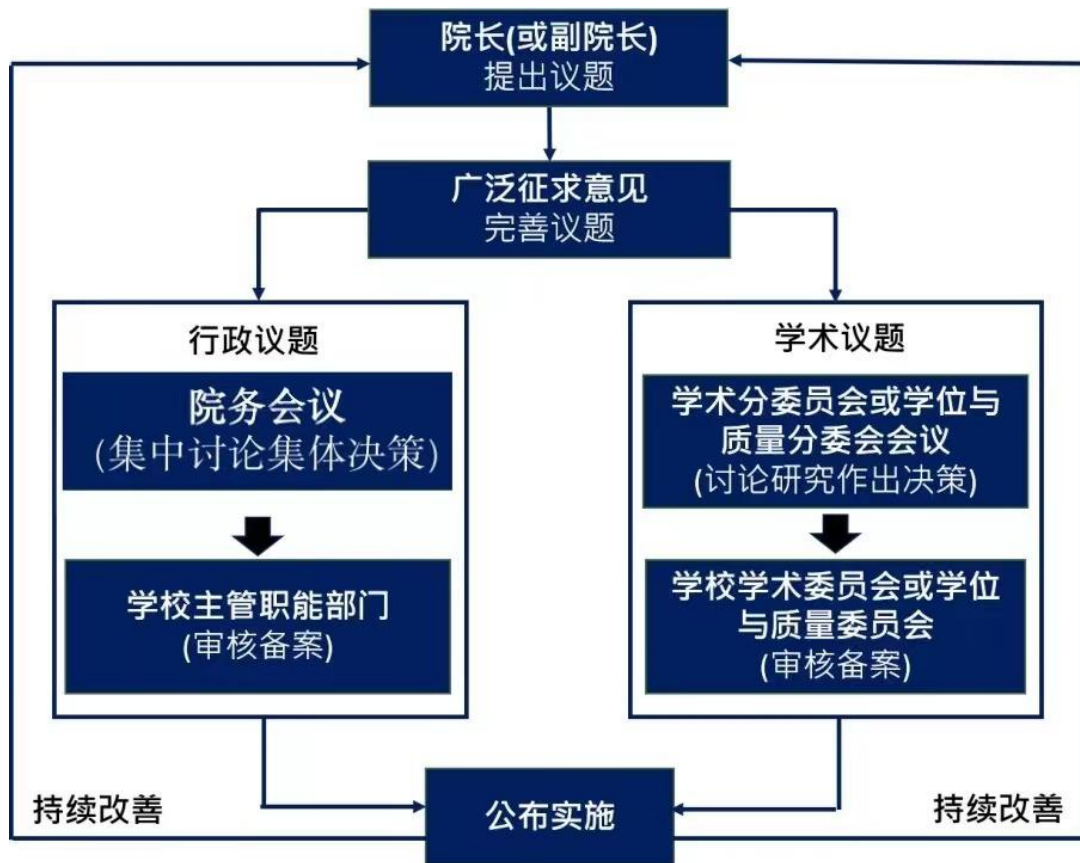 院长(或副院长)
提出议题
广泛征求意见
完善议题
行政议题
院务会议
(集中讨论集体决策)
学校主管职能部门
(审核备案)
学术议题
学术分委员会或学位与
质量分委会会议
(讨论研究作出决策)
学校学术委员会或学位
与质量委员会
(审核备案)
持续改善
公布实施
持续改善